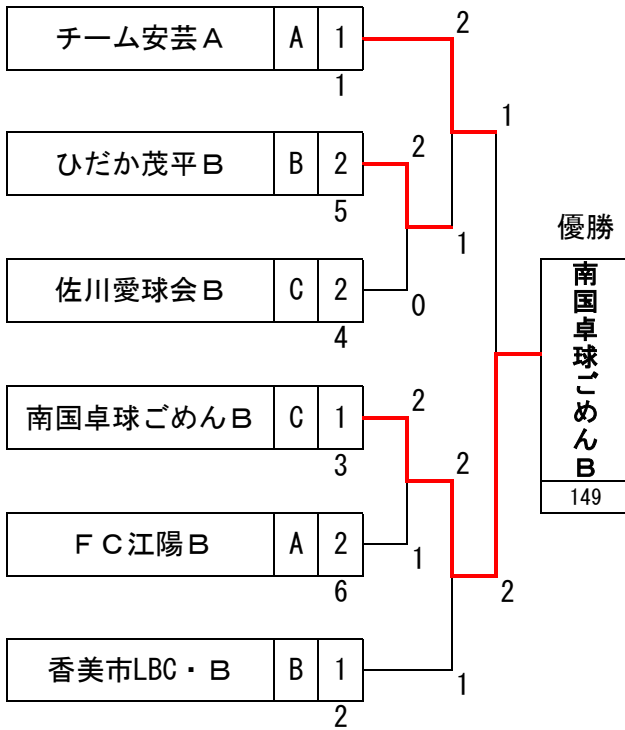 チーム安芸A A 1
1
2
1
ひだか茂平B B 2
5
2
1
佐川愛球会B C 2
4
0
優勝
南国卓球ごめんB
149
南国卓球ごめんB C 1
3
2
2
FC江陽B A 2
6
1
2
香美市LBC・B B 1
2
1